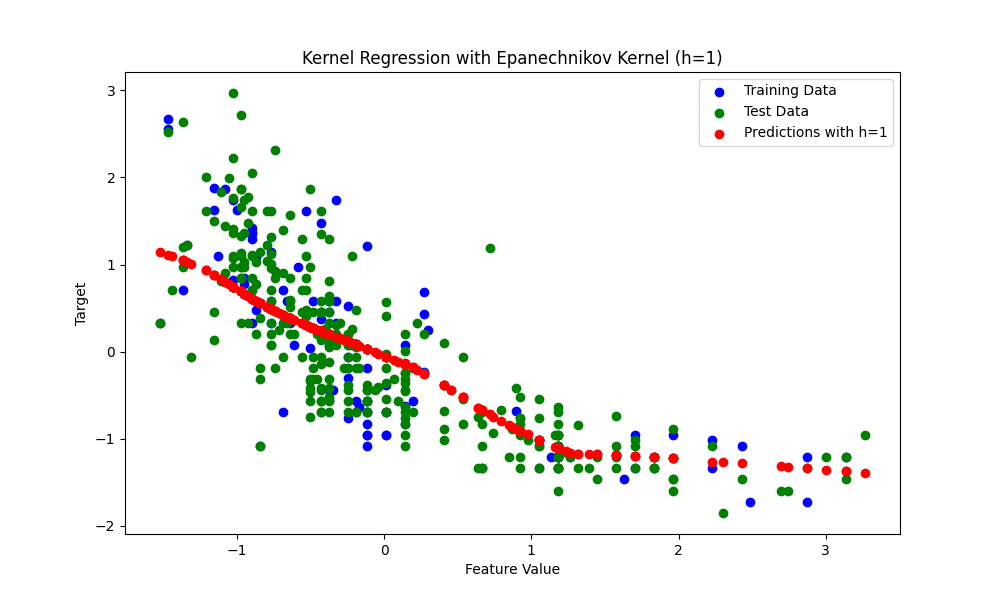 Kernel Regression with Epanechnikov Kernel (h=1)
Training Data
Test Data
Predictions with h=1
3
2
1
0
−1
−2
Target
−1
0
1
2
3
Feature Value